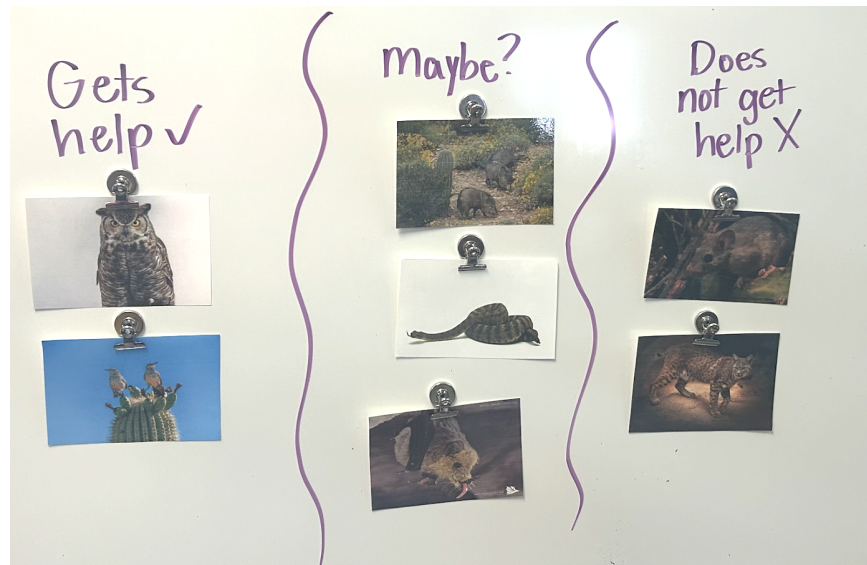 Gets
help ✓
maybe?
Does
not get
help X